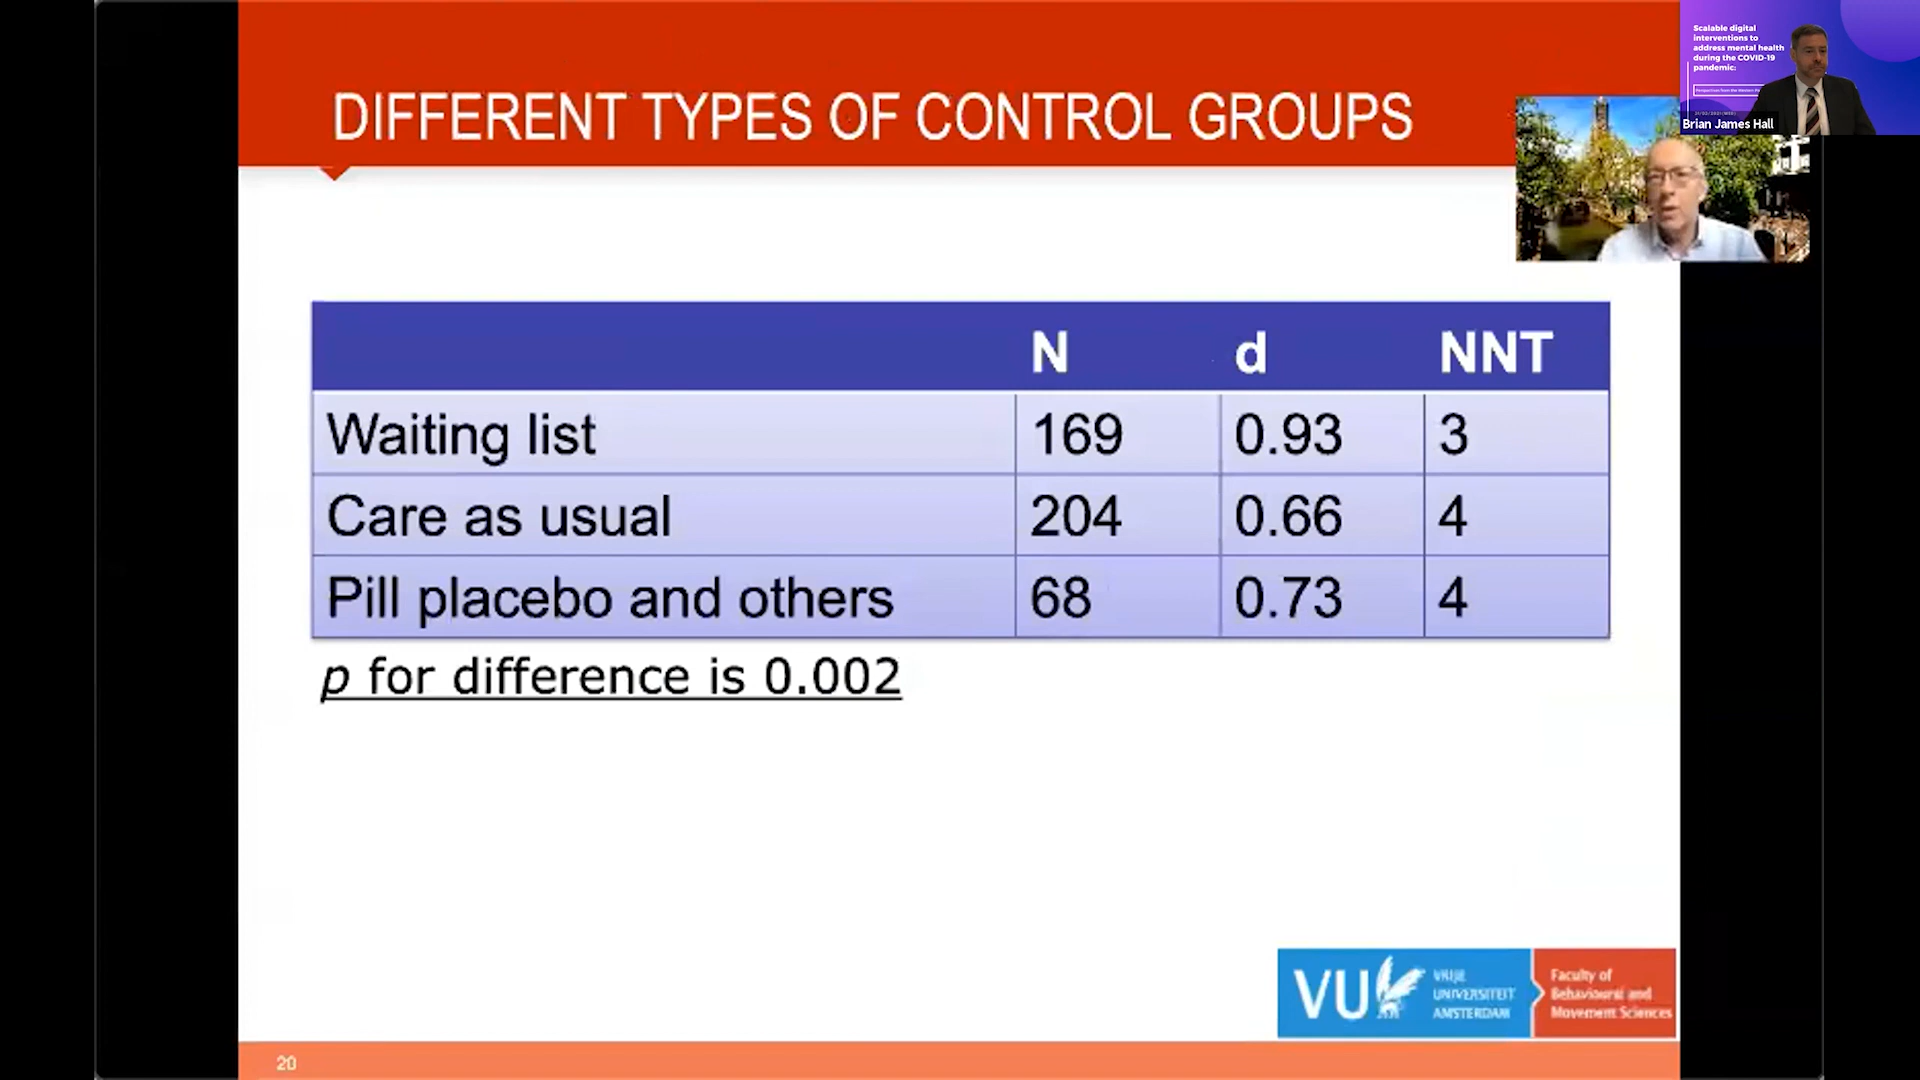 DIFFERENT TYPES OF CONTROL GROUPS
Scalable digital
interventions to
address mental health
during the COVID-19
pandemic:
Brian James Hall
N d NNT
Waiting list 169 0.93 3
Care as usual 204 0.66 4
Pill placebo and others 68 0.73 4
p for difference is 0.002
VU VRIJE
UNIVERSITEIT
AMSTERDAM
Faculty of
Behavioural and
Movement Sciences
20